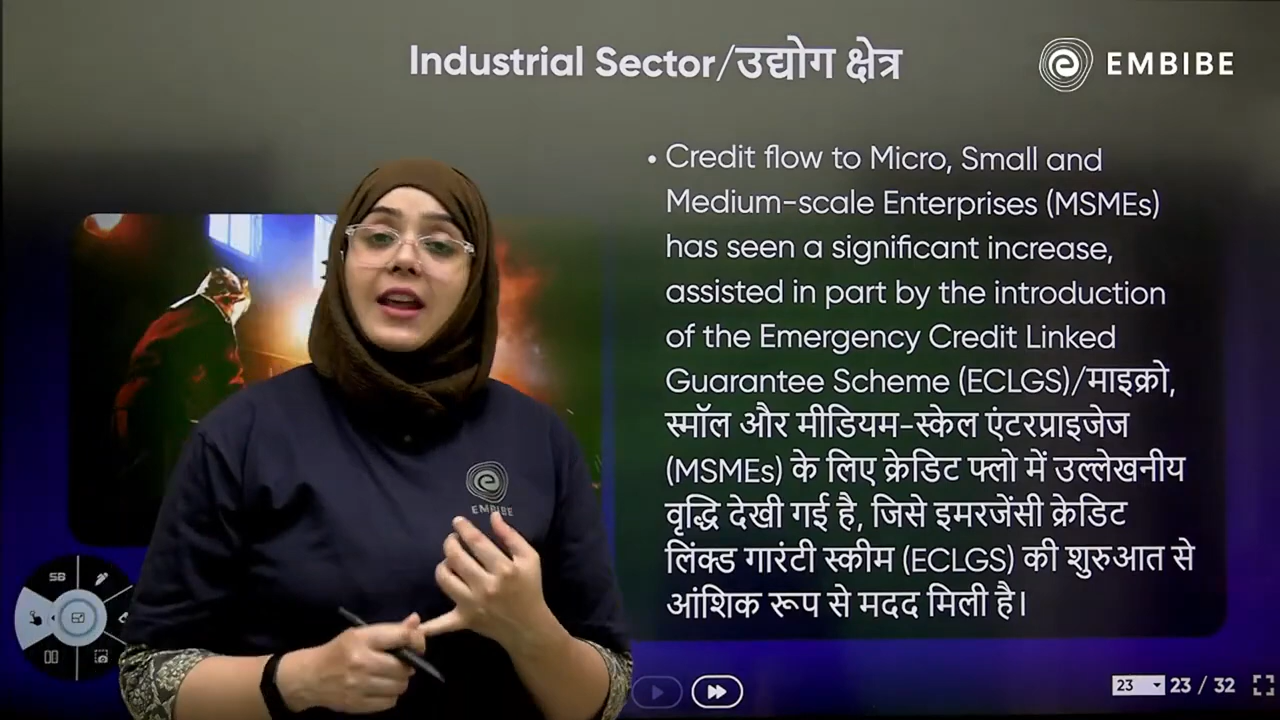 Industrial Sector/उद्योग क्षेत्र
EMBIBE
• Credit flow to Micro, Small and
Medium-scale Enterprises (MSMEs)
has seen a significant increase,
assisted in part by the introduction
of the Emergency Credit Linked
Guarantee Scheme (ECLGS)/माइक्रो,
स्मॉल और मीडियम-स्केल एंटरप्राइजेज
(MSMEs) के लिए क्रेडिट फ्लो में उल्लेखनीय
वृद्धि देखी गई है, जिसे इमरजेंसी क्रेडिट
लिंक्ड गारंटी स्कीम (ECLGS) की शुरुआत से
आंशिक रूप से मदद मिली है।
EMBIBE
23
23 / 32